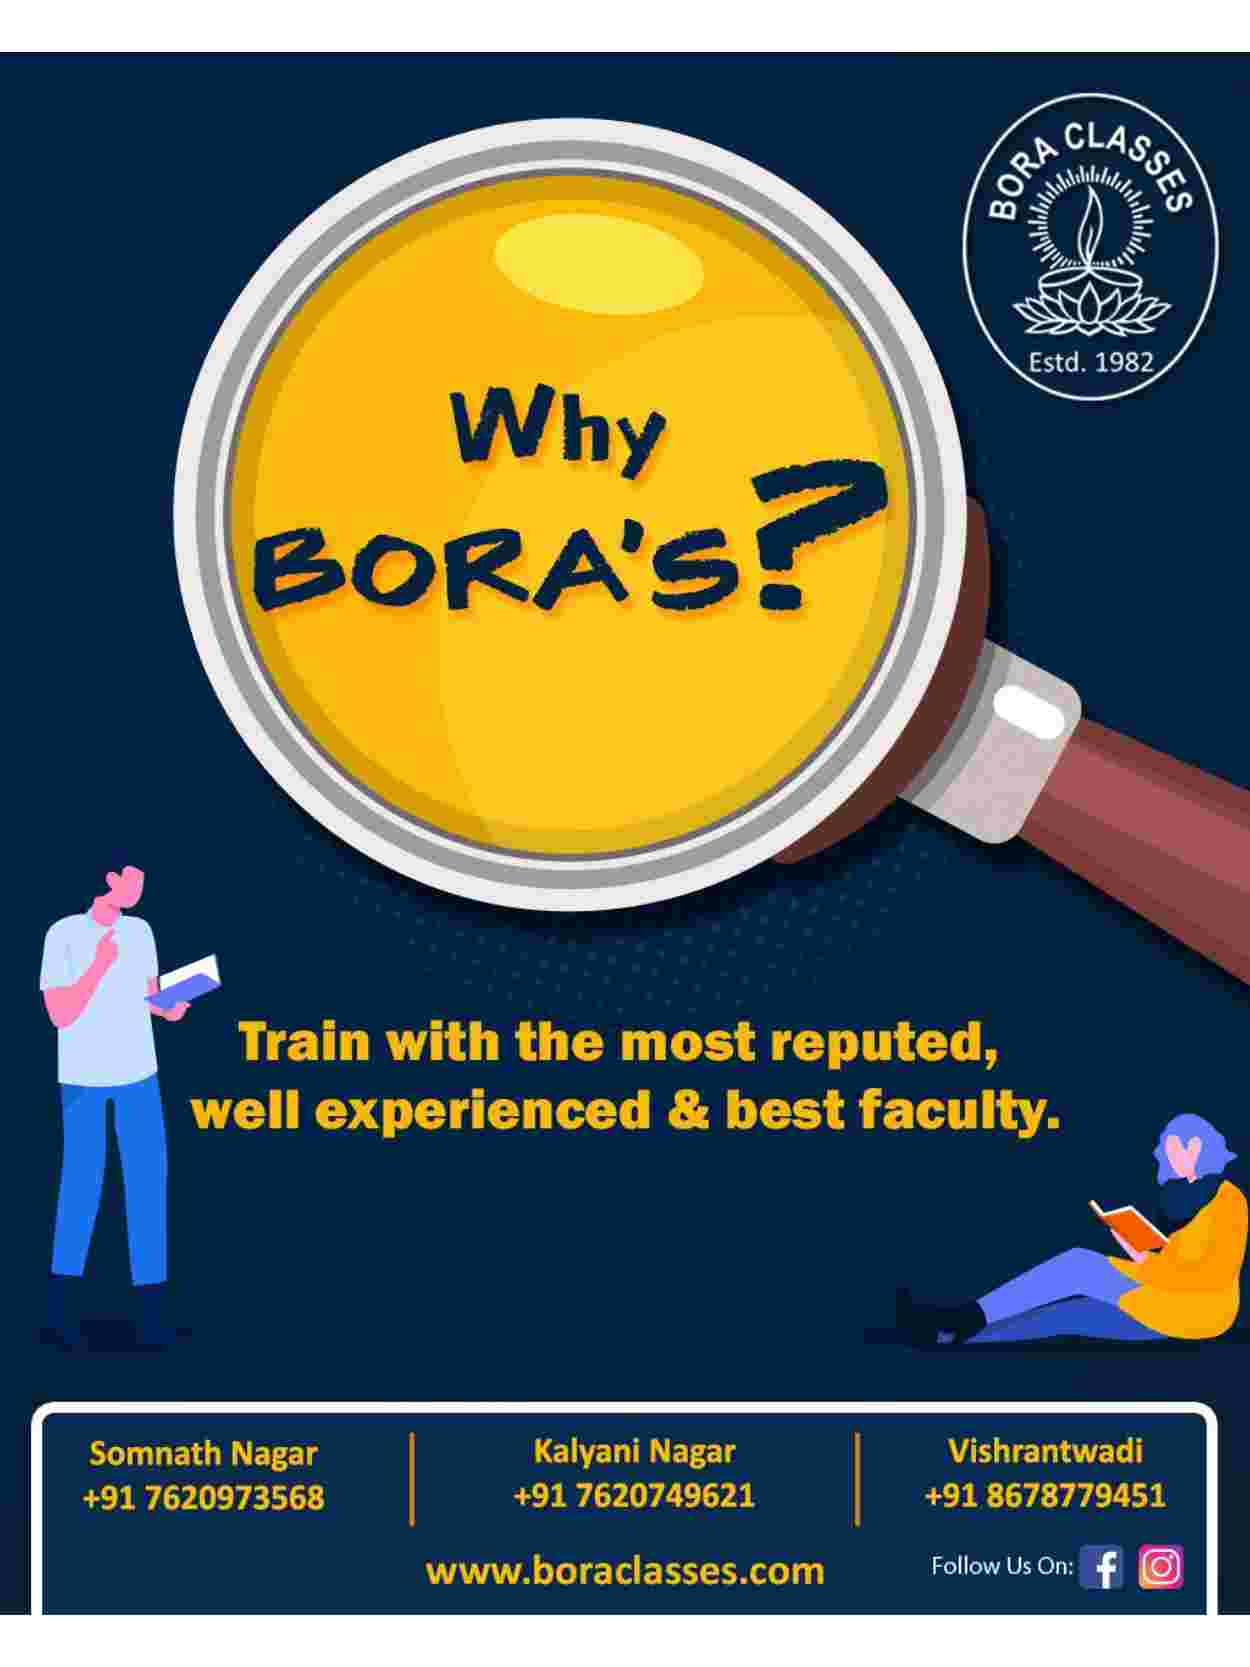 BORA CLASSES
Estd. 1982
Why
BORA'S?
Train with the most reputed,
well experienced & best faculty.
Somnath Nagar
+91 7620973568
Kalyani Nagar
+91 7620749621
Vishrantwadi
+91 8678779451
www.boraclasses.com
Follow Us On: